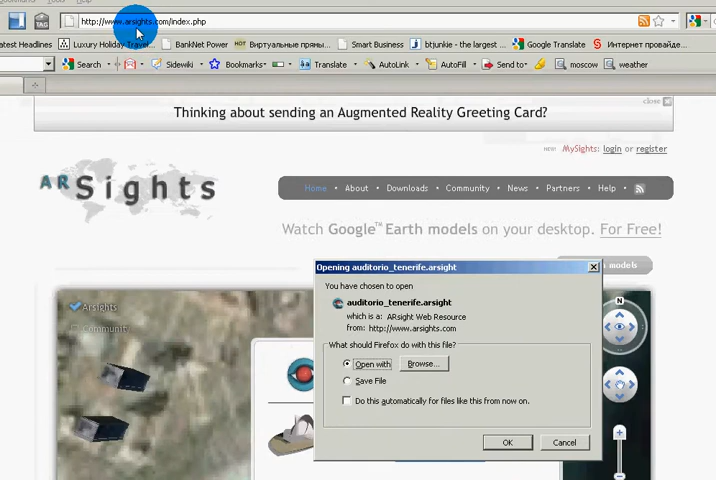 TAG
http://www.arsights.com/index.php
atest Headlines Luxury Holiday Travel... BankNet Power HOT Виртуальные прямы... Smart Business btjunkie - the largest ... Google Translate Интернет провайде...
Search Sidewiki Bookmarks Translate AutoLink AutoFill Send to moscow weather
close
Thinking about sending an Augmented Reality Greeting Card?
MySights: login or register
ARSights
Home • About • Downloads • Community • News • Partners • Help •
Watch Google™ Earth models on your desktop. For Free!
models
Opening auditorio_tenerife.arsight
You have chosen to open
auditorio_tenerife.arsight
which is a: ARsight Web Resource
from: http://www.arsights.com
What should Firefox do with this file?
Open with Browse...
Save File
Do this automatically for files like this from now on.
OK Cancel
Arsights
Communit
N